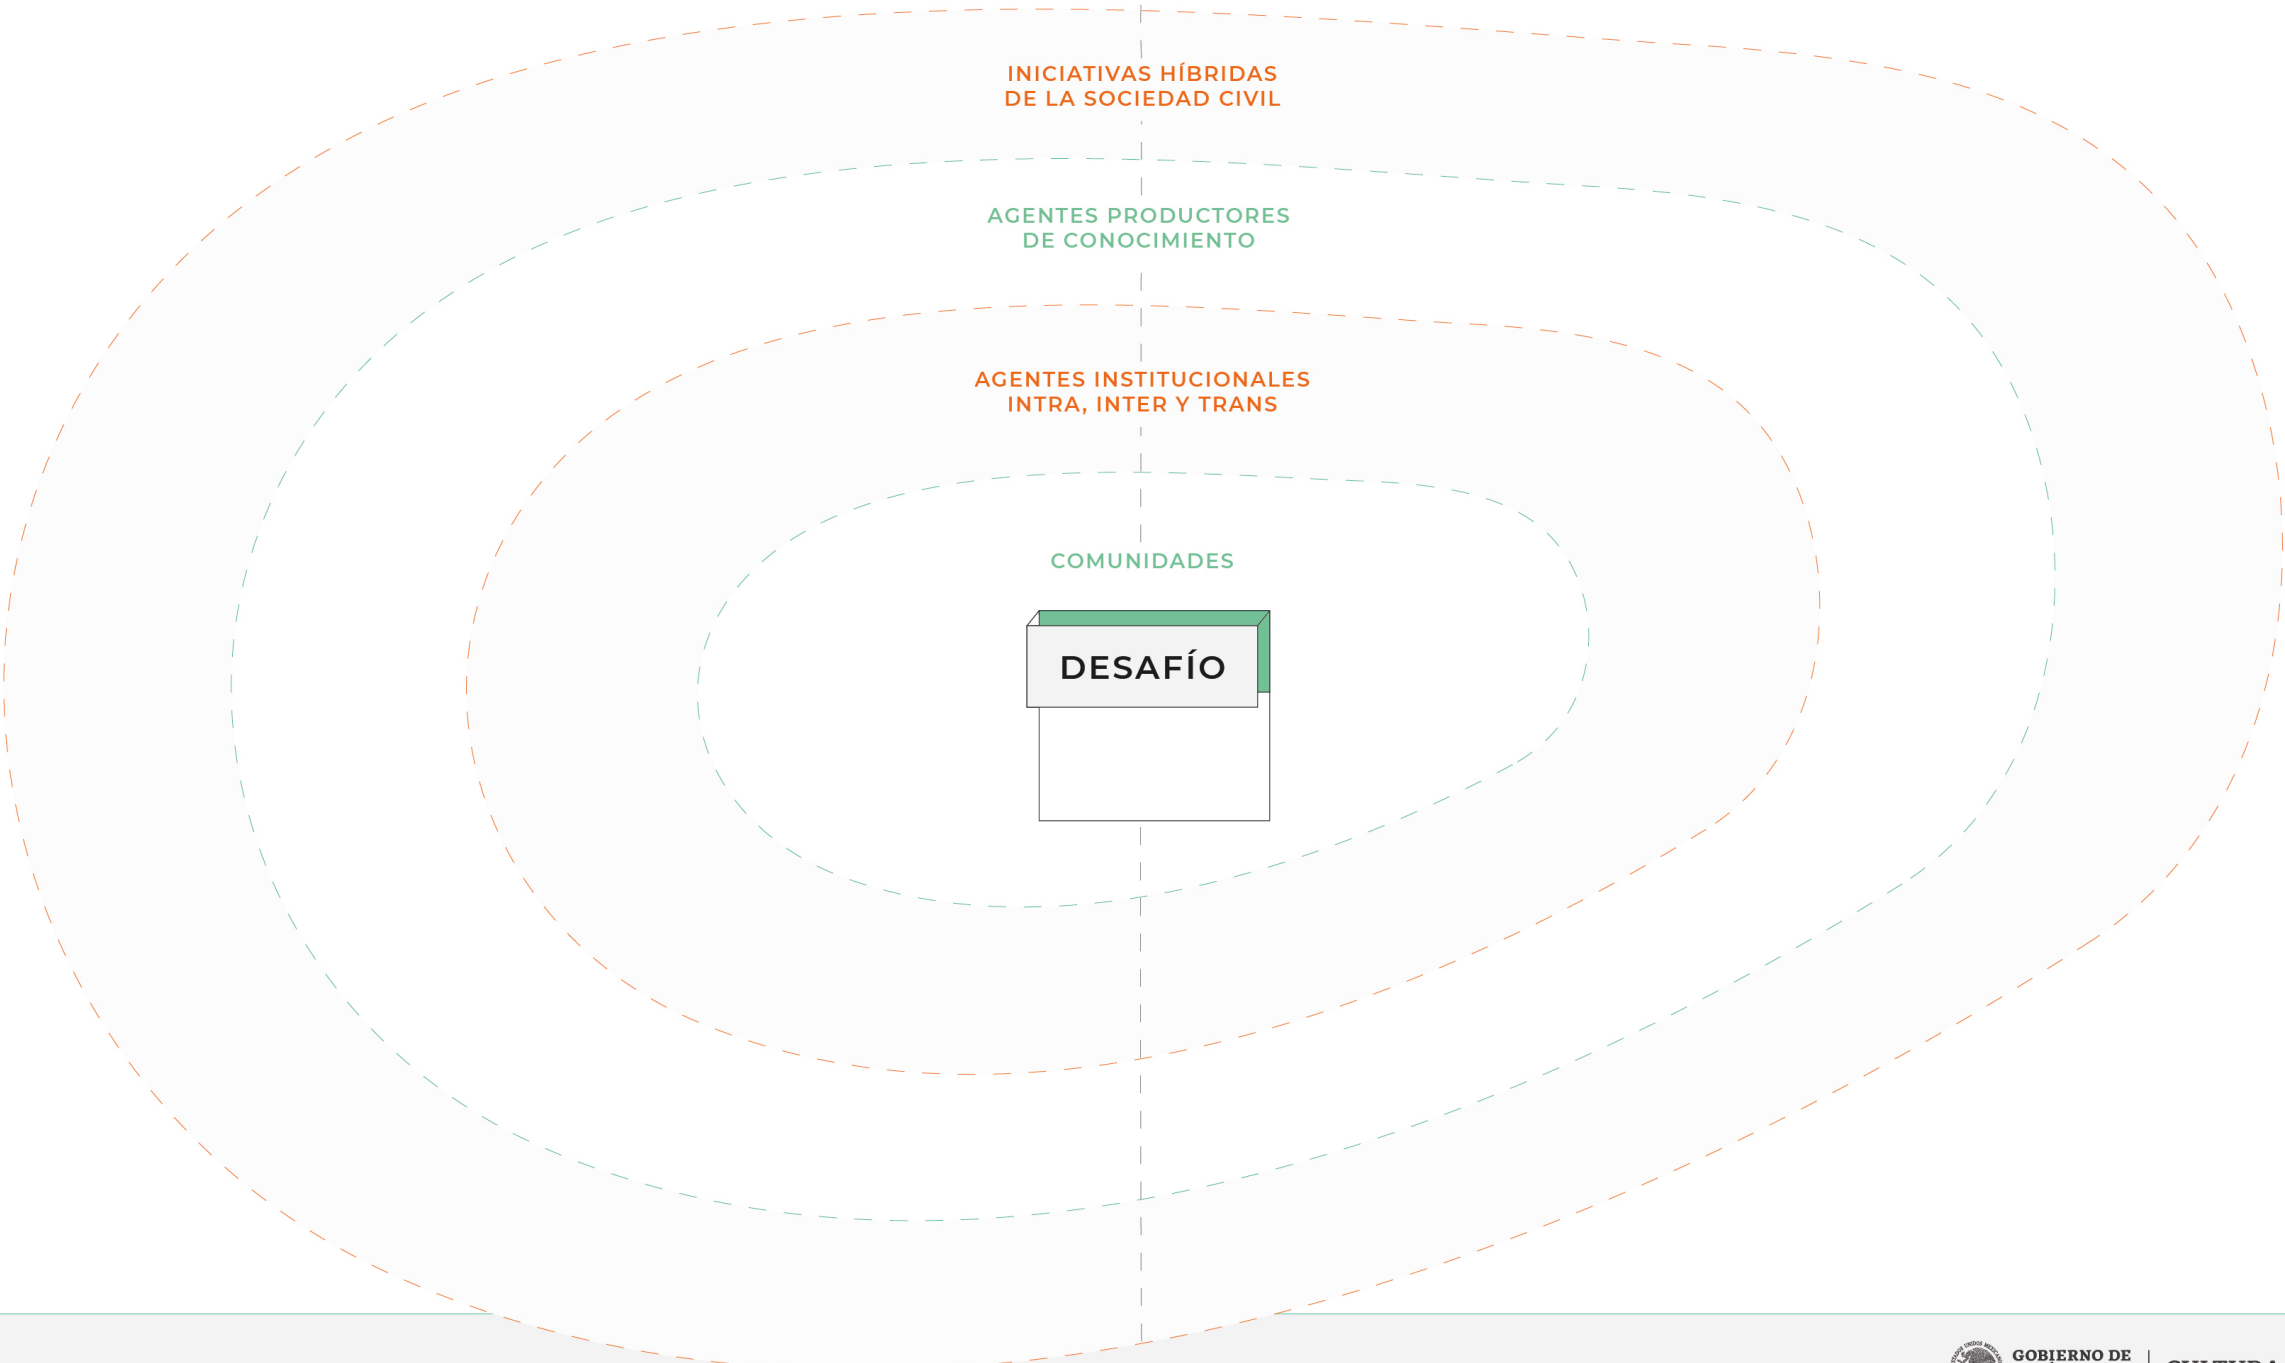 INICIATIVAS HÍBRIDAS
DE LA SOCIEDAD CIVIL
AGENTES PRODUCTORES
DE CONOCIMIENTO
AGENTES INSTITUCIONALES
INTRA, INTER Y TRANS
COMUNIDADES
DESAFÍO
GOBIERNO DE